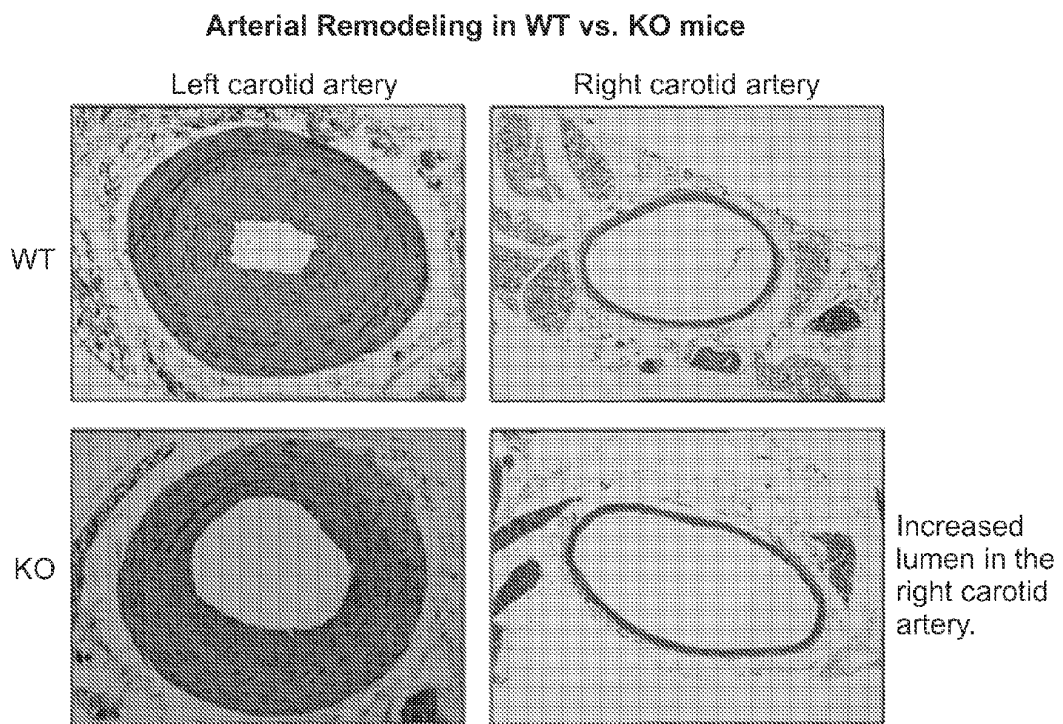 Arterial Remodeling in WT vs. KO mice
Left carotid artery
Right carotid artery
WT
KO
Increased
lumen in the
right carotid
artery.